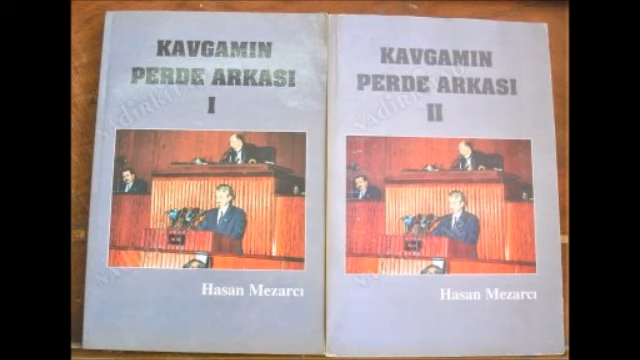 KAVGAMIN
PERDE ARKASI
I
Hasan Mezarcı
KAVGAMIN
PERDE ARKASI
II
Hasan Mezarcı